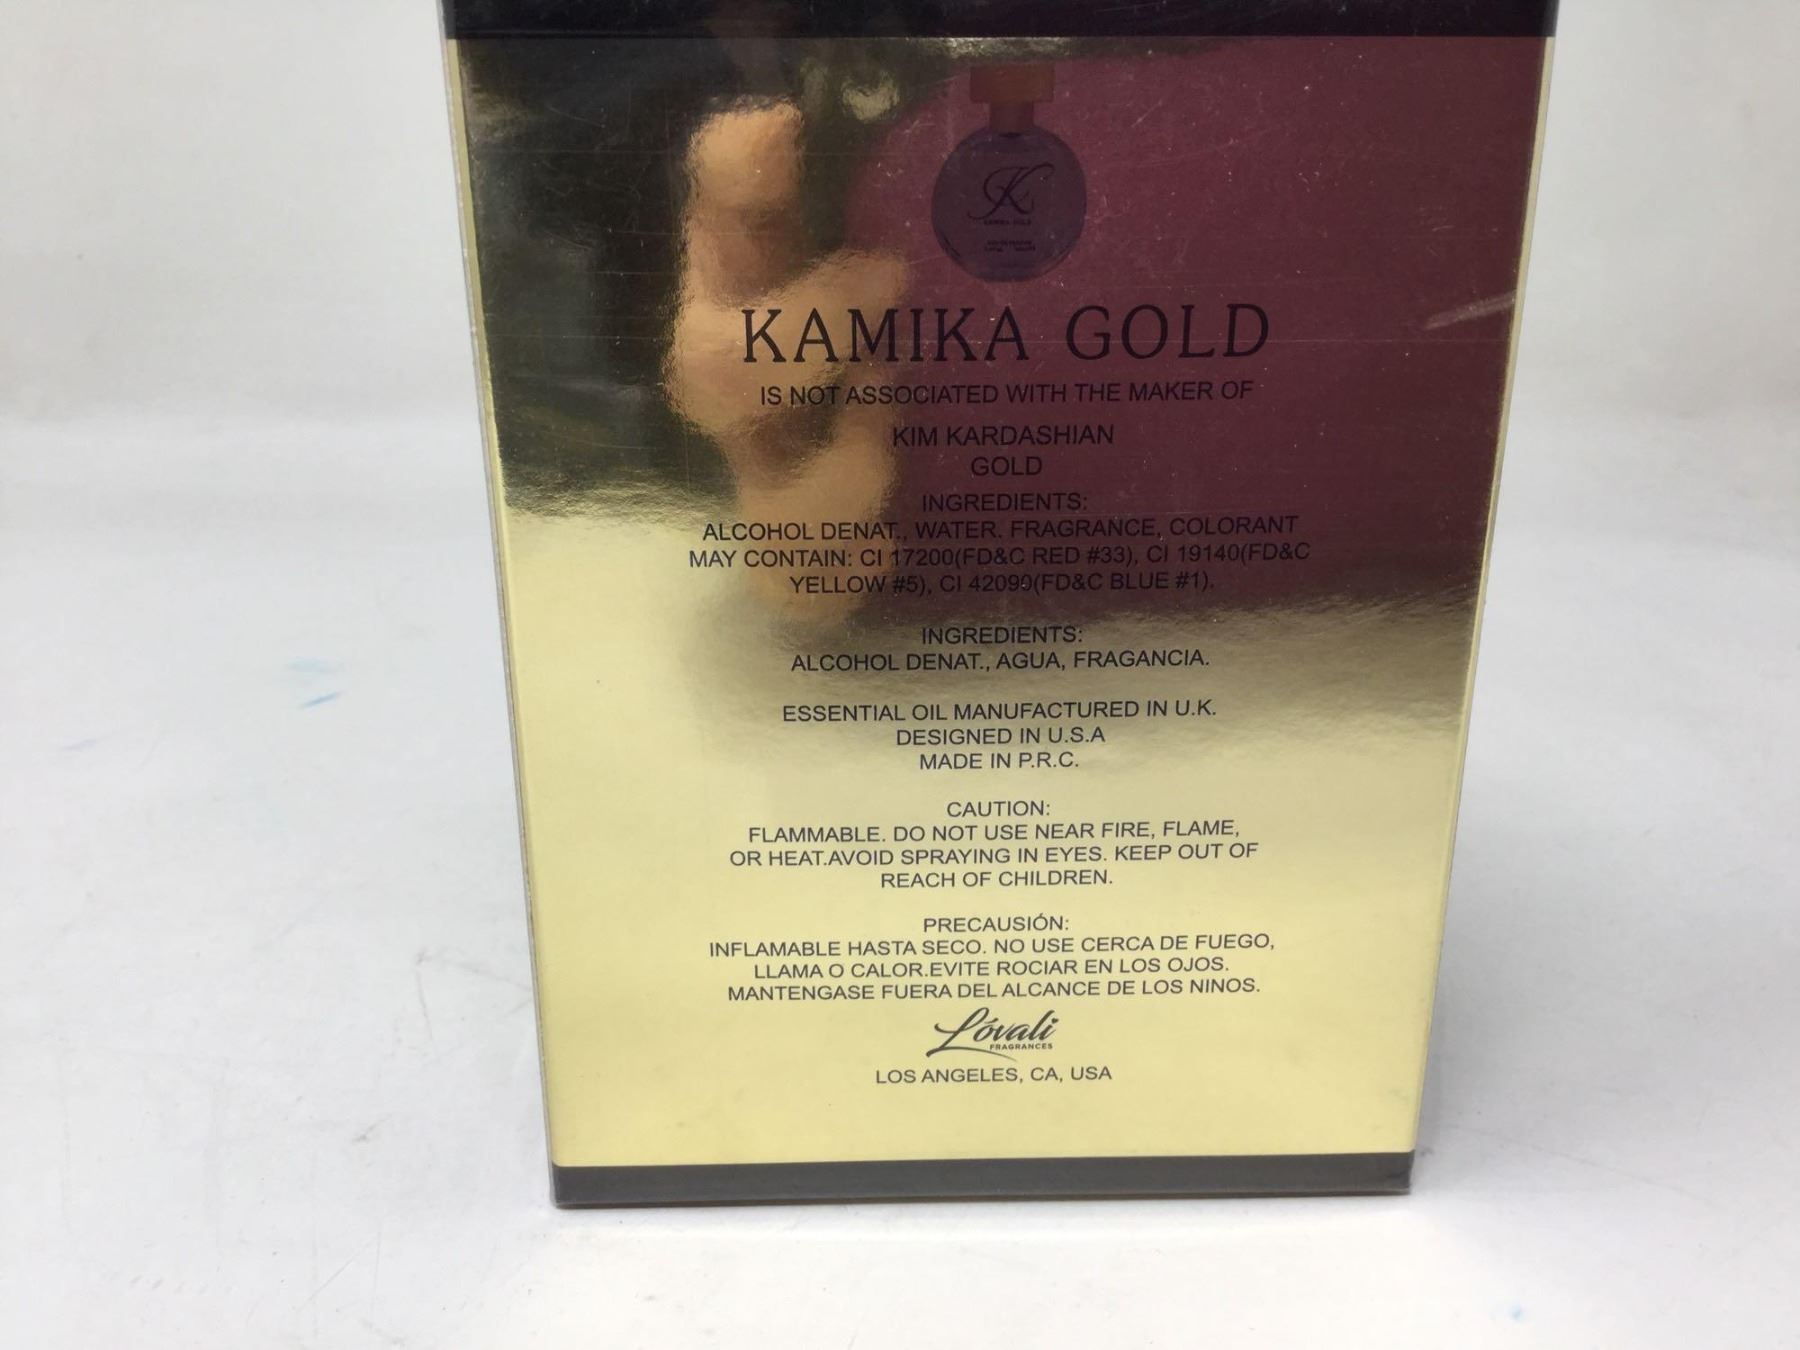 K
KAMIKA GOLD
KAMIKA GOLD
IS NOT ASSOCIATED WITH THE MAKER OF
KIM KARDASHIAN
GOLD
INGREDIENTS:
ALCOHOL DENAT., WATER. FRAGRANCE, COLORANT
MAY CONTAIN: CI 17200(FD&C RED #33), CI 19140(FD&C
YELLOW #5), CI 42090(FD&C BLUE #1).
INGREDIENTS:
ALCOHOL DENAT., AGUA, FRAGANCIA.
ESSENTIAL OIL MANUFACTURED IN U.K.
DESIGNED IN U.S.A
MADE IN P.R.C.
CAUTION:
FLAMMABLE. DO NOT USE NEAR FIRE, FLAME,
OR HEAT.AVOID SPRAYING IN EYES. KEEP OUT OF
REACH OF CHILDREN.
PRECAUSIÓN:
INFLAMABLE HASTA SECO. NO USE CERCA DE FUEGO,
LLAMA O CALOR.EVITE ROCIAR EN LOS OJOS.
MANTENGASE FUERA DEL ALCANCE DE LOS NINOS.
Lóvali
FRAGRANCES
LOS ANGELES, CA, USA